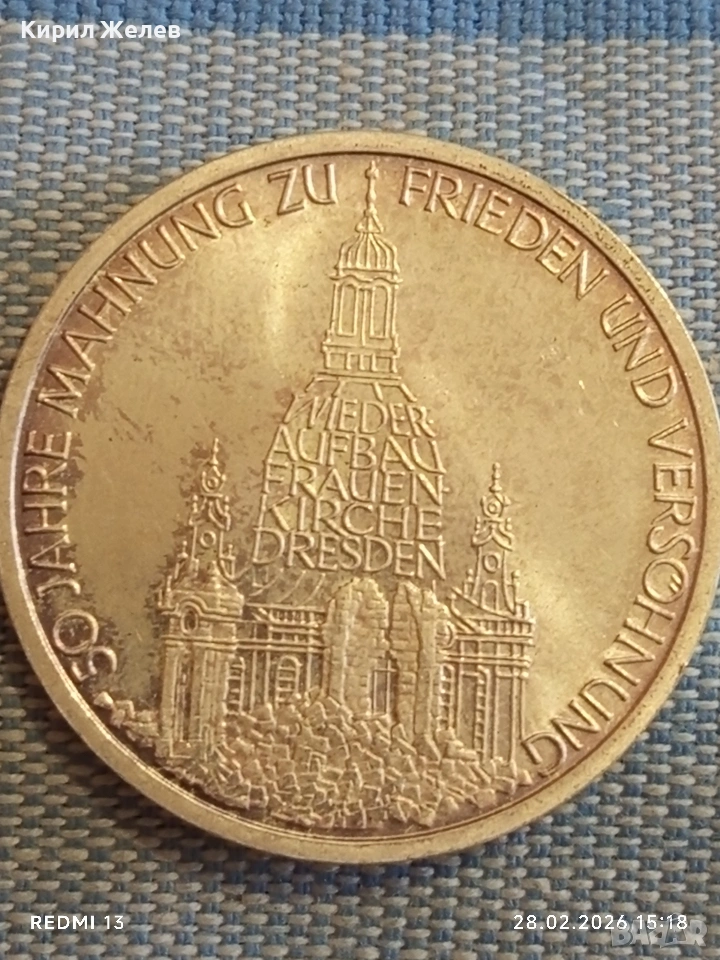 Кирил Желев
50 JAHRE MAHNUNG ZU FRIEDEN UND VERSÖHNUNG
WIEDER
AUFBAU
FRAUEN-
KIRCHE
DRESDEN
REDMI 13
28.02.2026 15:18
BAZAR